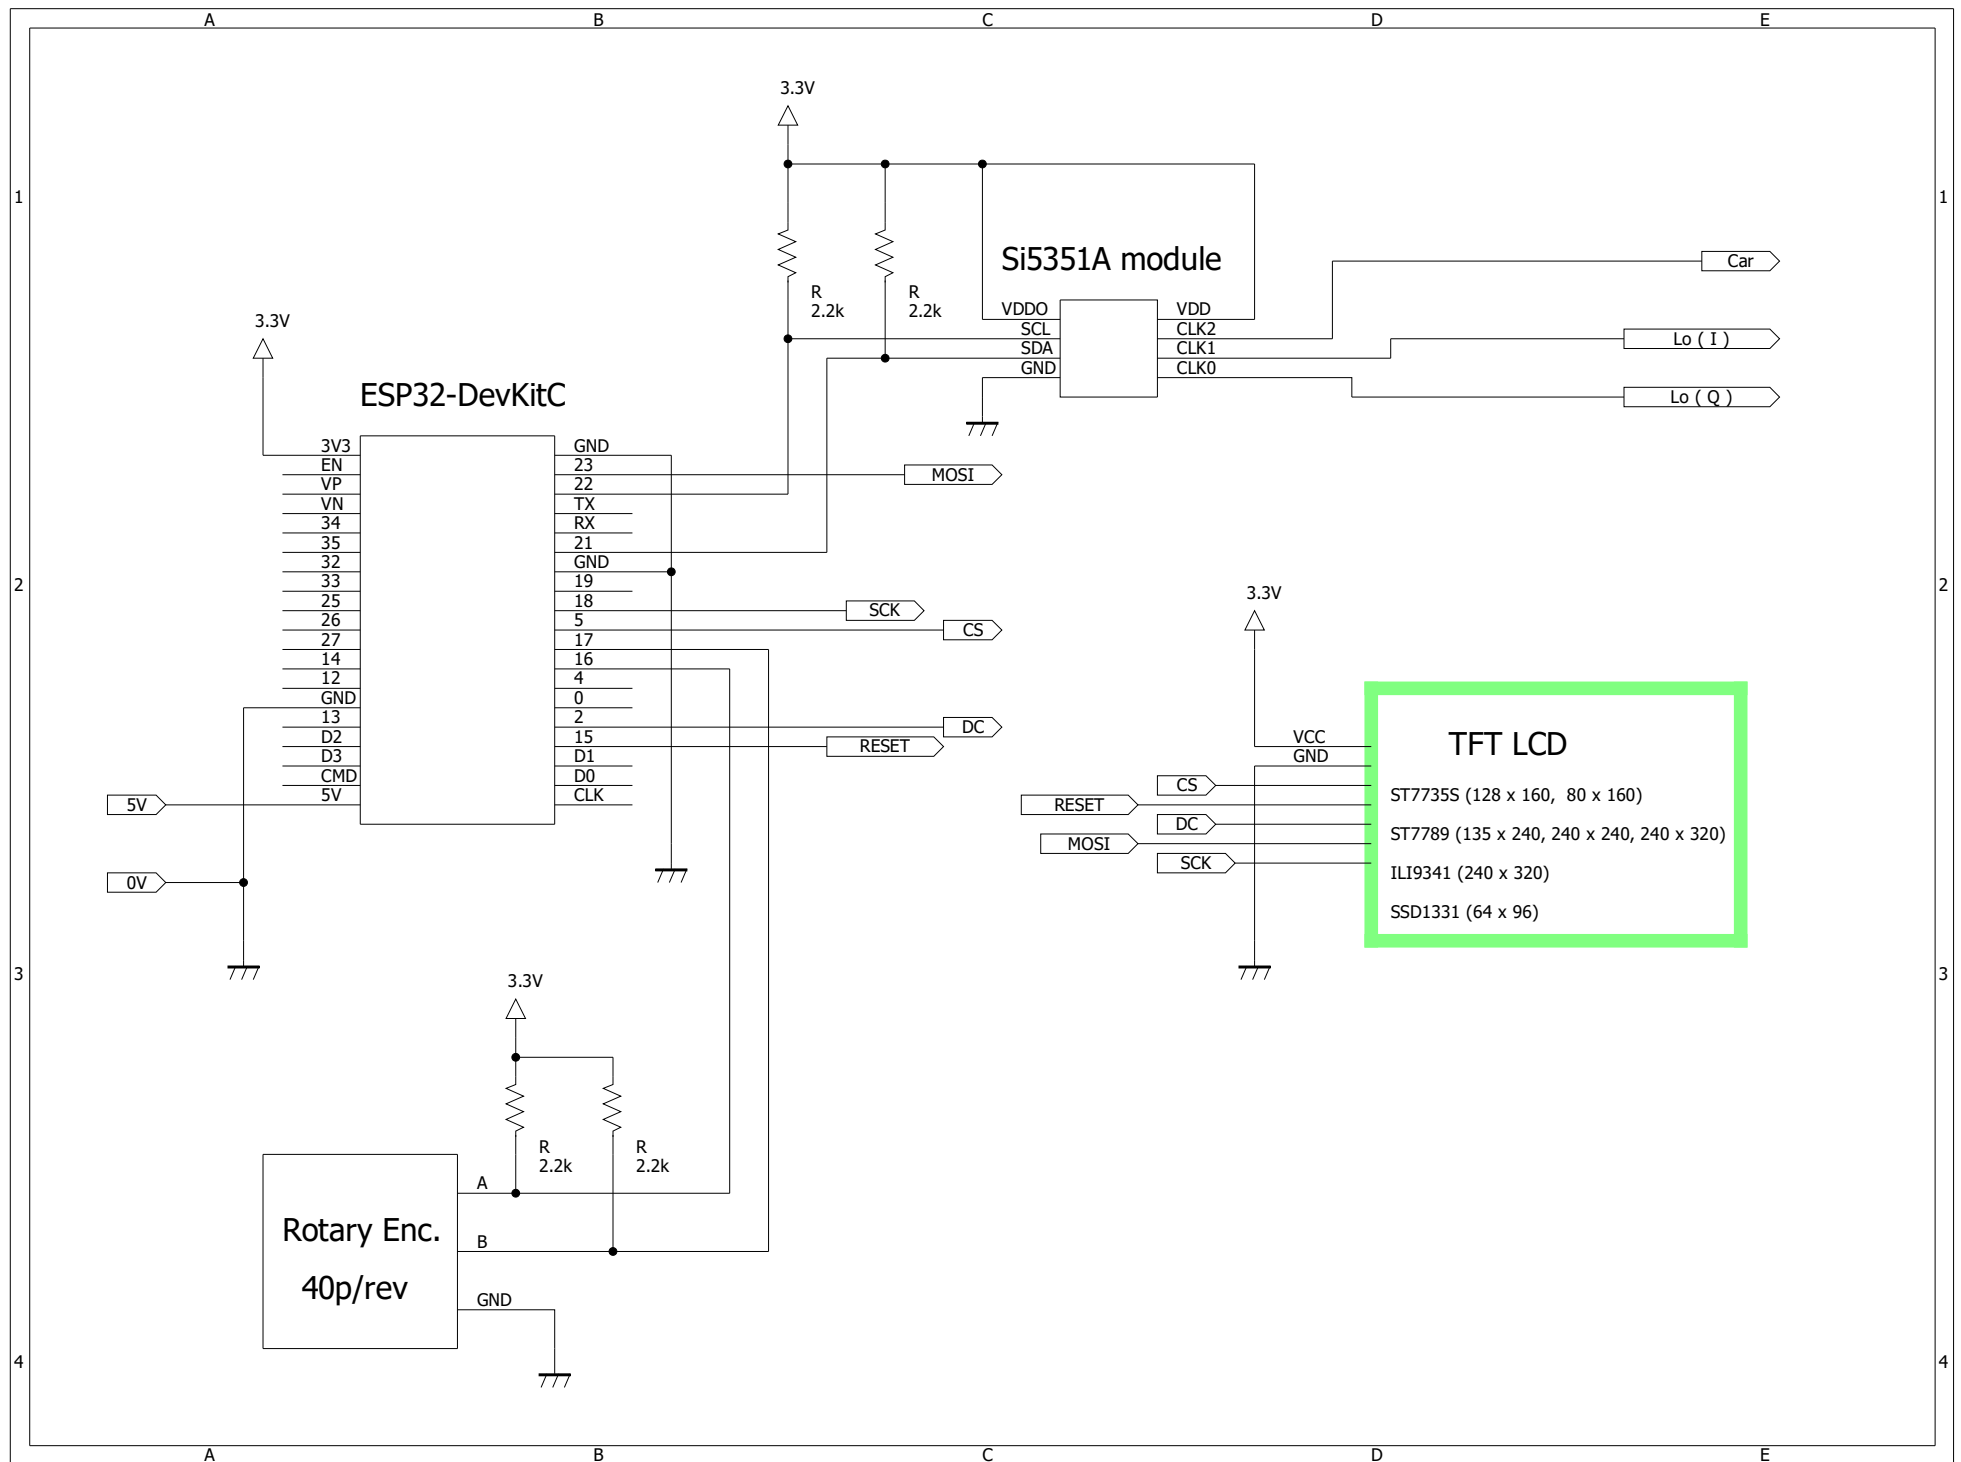 A B C D E
3.3V
1 1
Si5351A module
Car
R R
2.2k 2.2k
VDDO VDD
3.3V
SCL CLK2
Lo ( I )
SDA CLK1
GND CLK0
ESP32-DevKitC
Lo ( Q )
3V3 GND
EN 23
MOSI
VP 22
VN TX
34 RX
35 21
32 GND
33 19
2 2
3.3V
25 18
SCK
26 5
CS
27 17
14 16
12 4
GND 0
13 2
DC
D2 15
RESET
D3 D1
CMD D0
5V CLK
5V
0V
VCC
GND
CS
RESET
DC
MOSI
SCK
TFT LCD
ST7735S (128 x 160, 80 x 160)
ST7789 (135 x 240, 240 x 240, 240 x 320)
ILI9341 (240 x 320)
SSD1331 (64 x 96)
3 3
3.3V
R R
2.2k 2.2k
A
Rotary Enc.
B
40p/rev
GND
4 4
A B C D E